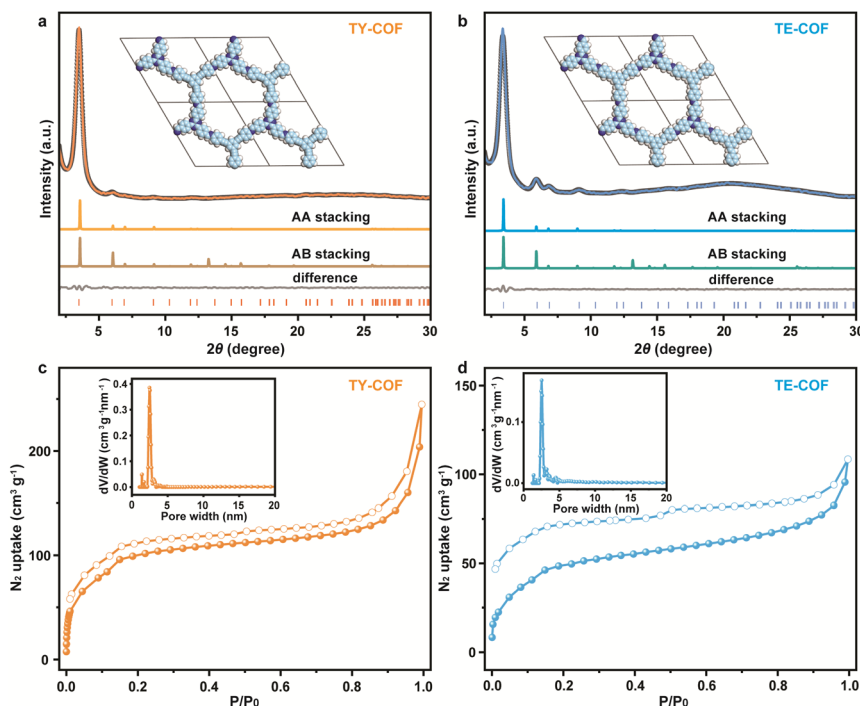 a
TY-COF
Intensity (a.u.)
AA stacking
AB stacking
difference
5 10 15 20 25 30
2θ (degree)
b
TE-COF
Intensity (a.u.)
AA stacking
AB stacking
difference
5 10 15 20 25 30
2θ (degree)
c
TY-COF
N₂ uptake (cm³ g⁻¹)
0
100
200
0.0 0.2 0.4 0.6 0.8 1.0
P/P₀
dV/dW (cm³ g⁻¹nm⁻¹)
0.4
0.3
0.2
0.1
0.0
0 5 10 15 20
Pore width (nm)
d
TE-COF
N₂ uptake (cm³ g⁻¹)
150
100
50
0
0.0 0.2 0.4 0.6 0.8 1.0
P/P₀
dV/dW (cm³ g⁻¹nm⁻¹)
0.1
0.0
0 5 10 15 20
Pore width (nm)